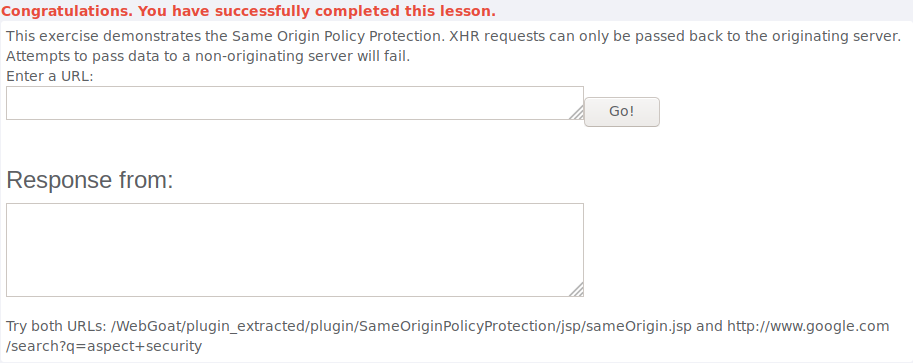 Congratulations. You have successfully completed this lesson.
This exercise demonstrates the Same Origin Policy Protection. XHR requests can only be passed back to the originating server.
Attempts to pass data to a non-originating server will fail.
Enter a URL:
Go!
Response from:
Try both URLs: /WebGoat/plugin_extracted/plugin/SameOriginPolicyProtection/jsp/sameOrigin.jsp and http://www.google.com
/search?q=aspect+security